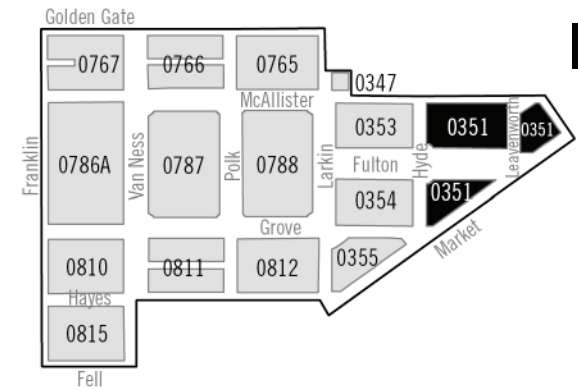 Golden Gate
0767
0766
0765
0347
McAllister
Franklin
0786A
Van Ness
0787
Polk
0788
Larkin
0353
Fulton
0354
Hyde
0351
Leavenworth
0351
0351
Market
Grove
0355
0810
0811
0812
Hayes
0815
Fell